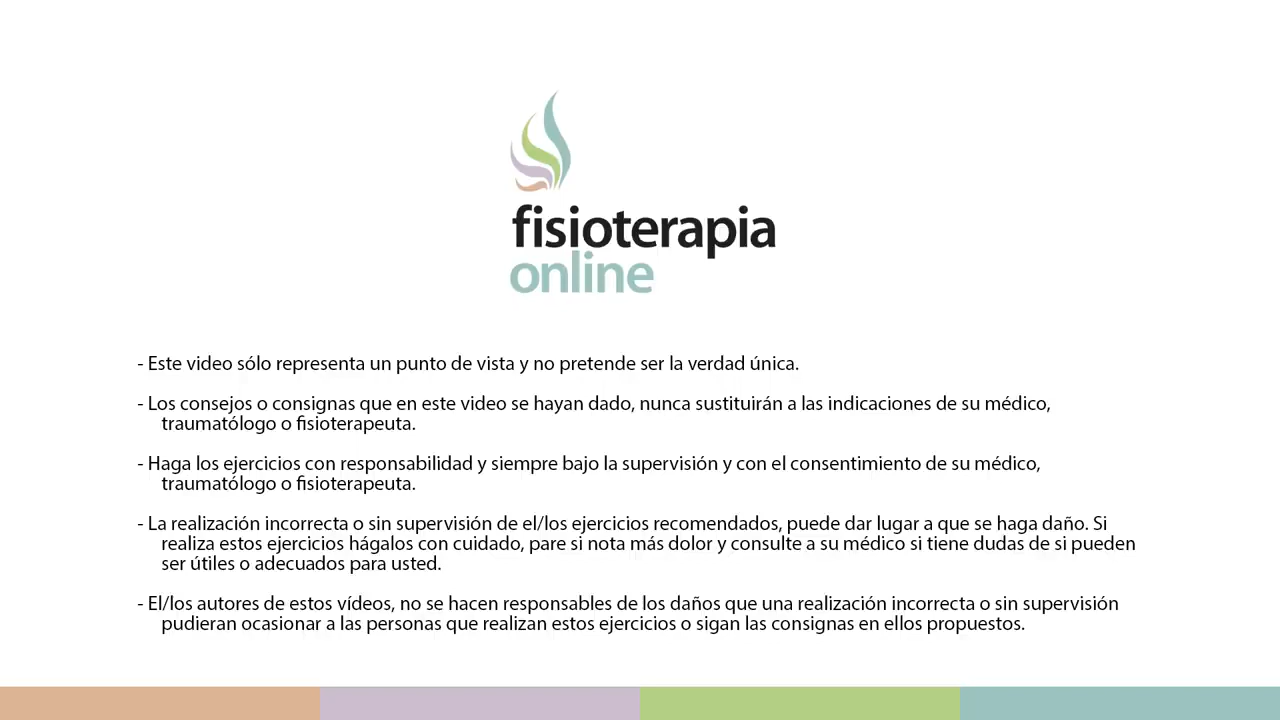 fisioterapia
online
- Este video sólo representa un punto de vista y no pretende ser la verdad única.
- Los consejos o consignas que en este video se hayan dado, nunca sustituirán a las indicaciones de su médico,
traumatólogo o fisioterapeuta.
- Haga los ejercicios con responsabilidad y siempre bajo la supervisión y con el consentimiento de su médico,
traumatólogo o fisioterapeuta.
- La realización incorrecta o sin supervisión de el/los ejercicios recomendados, puede dar lugar a que se haga daño. Si
realiza estos ejercicios hágalos con cuidado, pare si nota más dolor y consulte a su médico si tiene dudas de si pueden
ser útiles o adecuados para usted.
- El/los autores de estos vídeos, no se hacen responsables de los daños que una realización incorrecta o sin supervisión
pudieran ocasionar a las personas que realizan estos ejercicios o sigan las consignas en ellos propuestos.